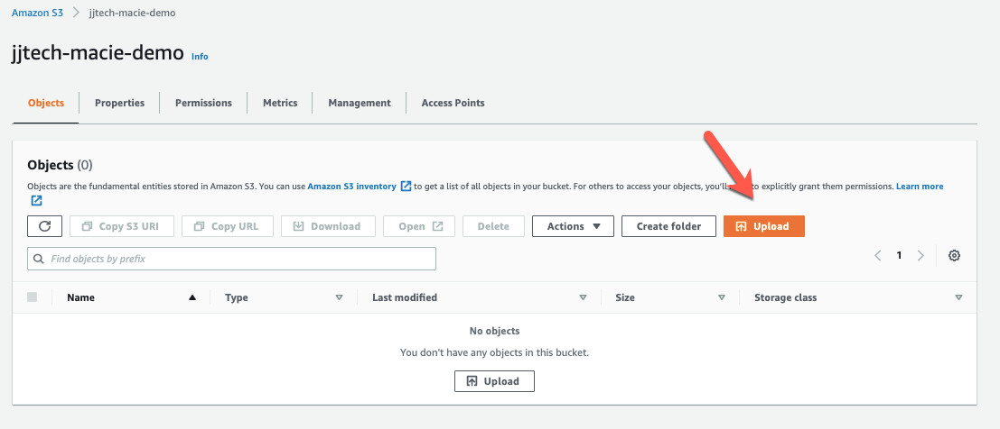 Amazon S3 > jjtech-macie-demo
jjtech-macie-demo Info
Objects Properties Permissions Metrics Management Access Points
Objects (0)
Objects are the fundamental entities stored in Amazon S3. You can use Amazon S3 inventory to get a list of all objects in your bucket. For others to access your objects, you'll to explicitly grant them permissions. Learn more
Copy S3 URI Copy URL Download Open Delete Actions Create folder Upload
Find objects by prefix 1
Name Type Last modified Size Storage class
No objects
You don't have any objects in this bucket.
Upload